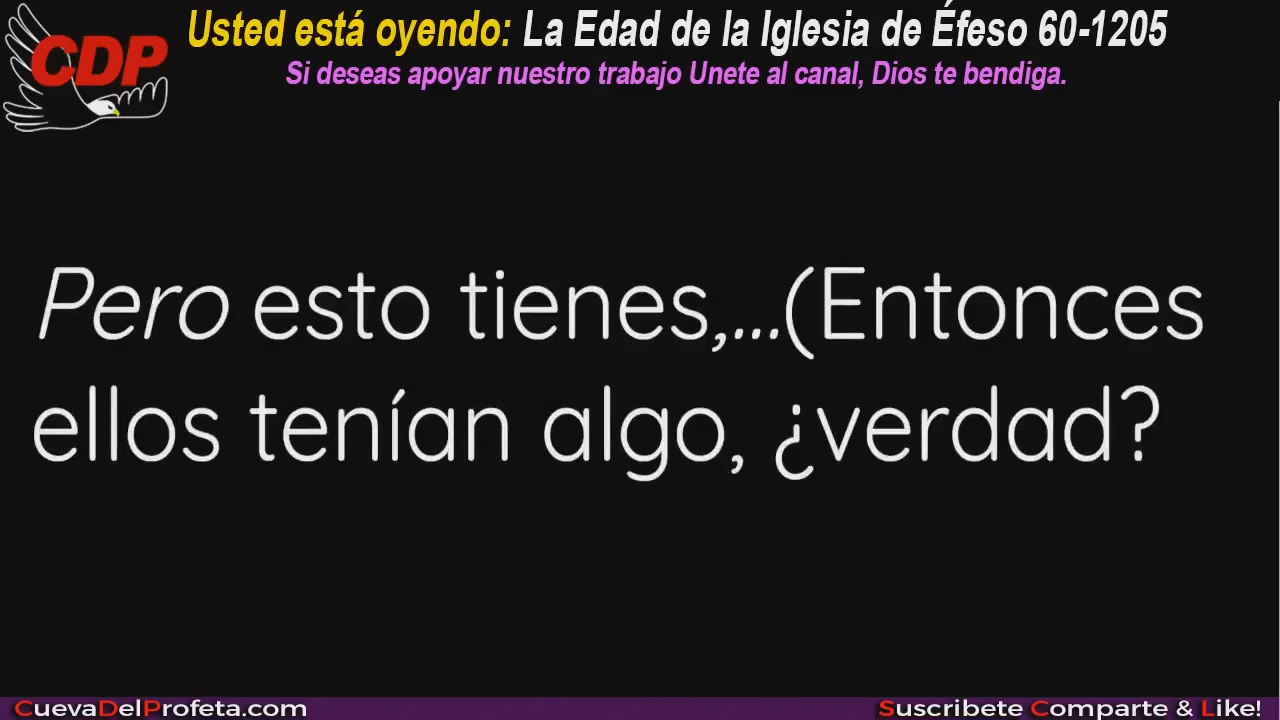 CDP
Usted está oyendo: La Edad de la Iglesia de Éfeso 60-1205
Si deseas apoyar nuestro trabajo Unete al canal, Dios te bendiga.
Pero esto tienes,...(Entonces
ellos tenían algo, ¿verdad?
CuevaDelProfeta.com
Suscribete Comparte & Like!